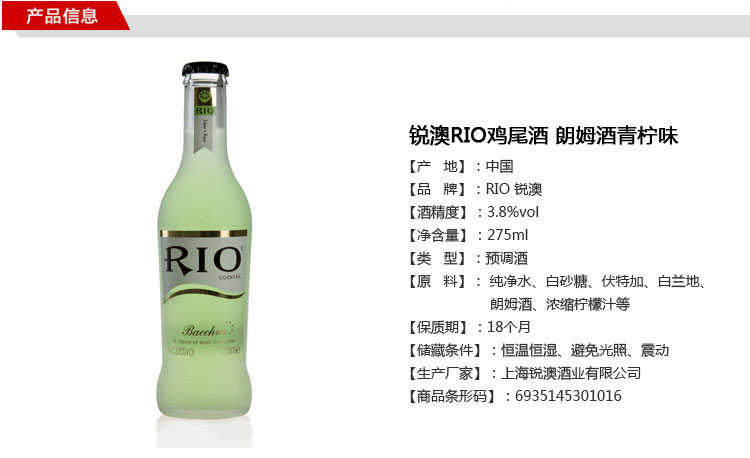 产品信息
RIO
Lime + Rum
RIO
COCKTAIL
Bacchus
锐澳RIO鸡尾酒 朗姆酒青柠味
【产 地】：中国
【品 牌】：RIO 锐澳
【酒精度】：3.8%vol
【净含量】：275ml
【类 型】：预调酒
【原 料】： 纯净水、白砂糖、伏特加、白兰地、
朗姆酒、浓缩柠檬汁等
【保质期】：18个月
【储藏条件】：恒温恒湿、避免光照、震动
【生产厂家】：上海锐澳酒业有限公司
【商品条形码】：6935145301016